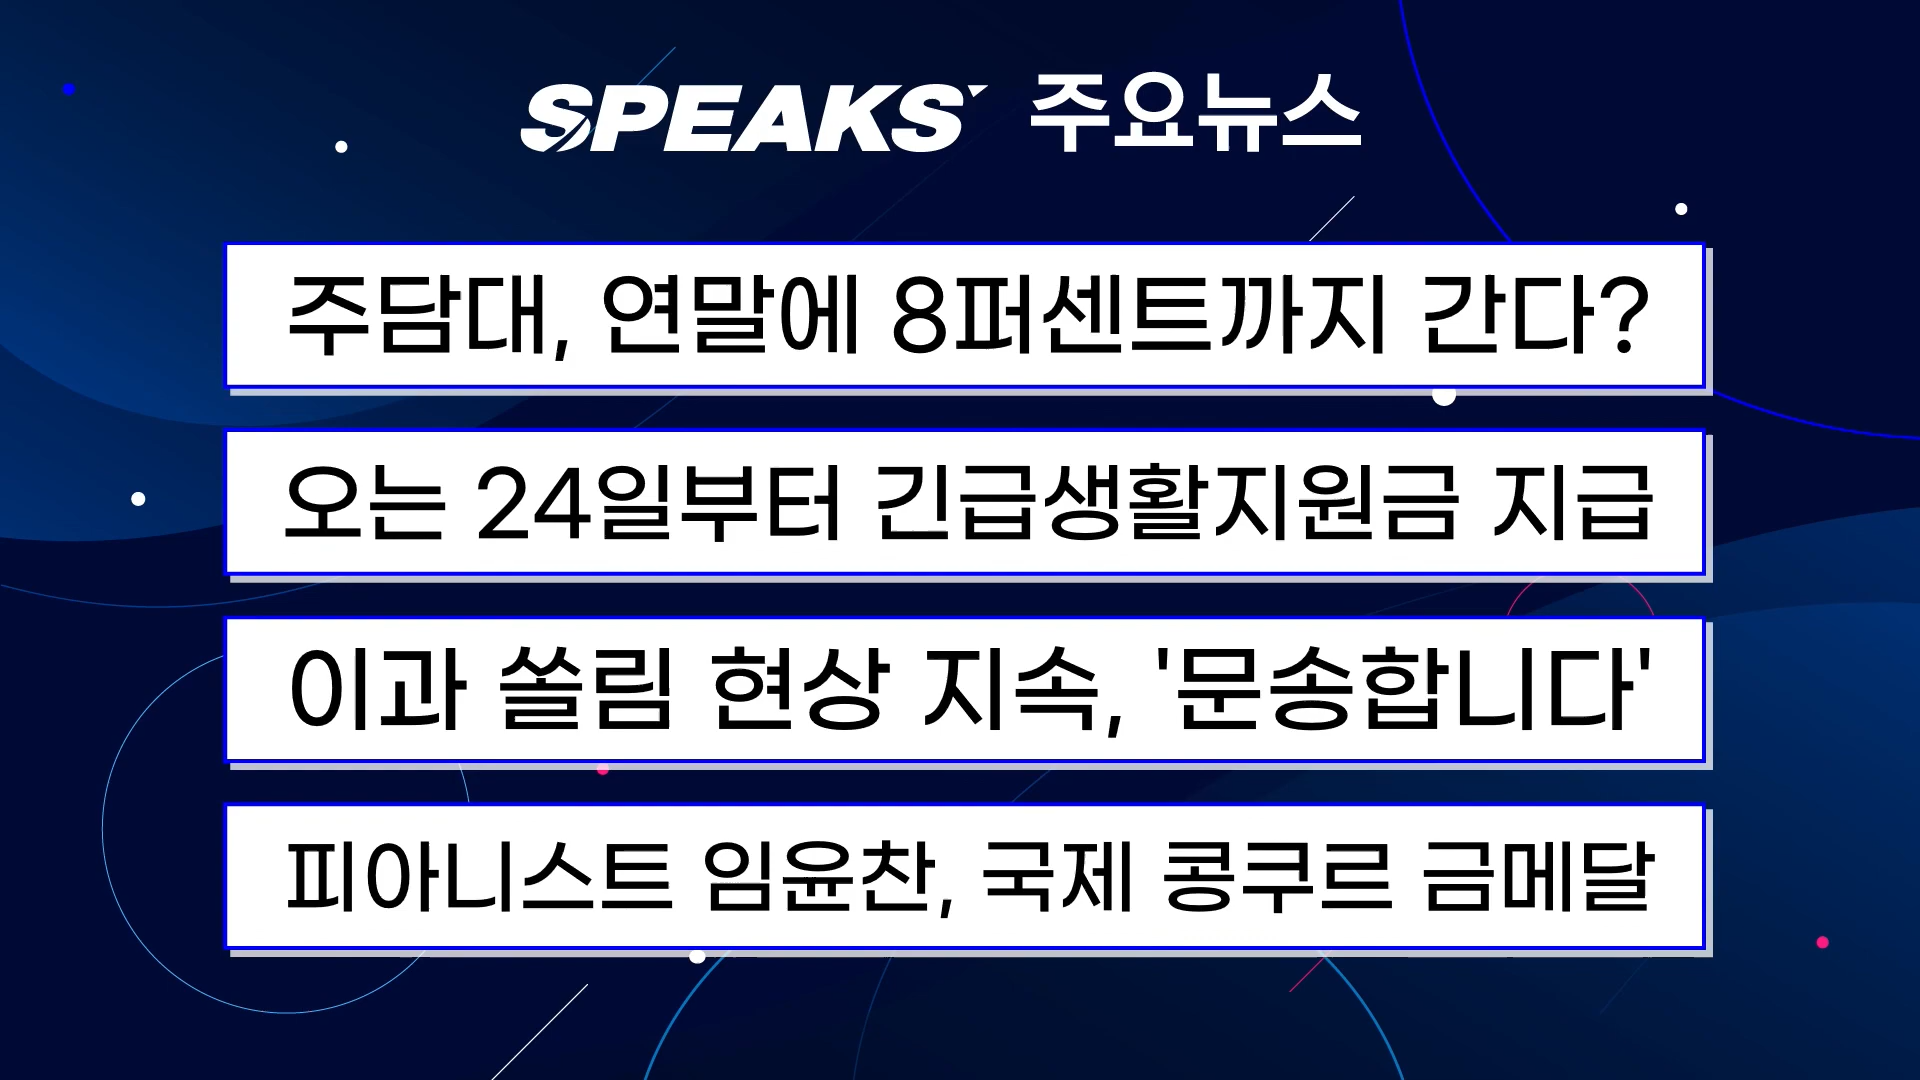 SPEAKS 주요뉴스
주담대, 연말에 8퍼센트까지 간다?
오는 24일부터 긴급생활지원금 지급
이과 쏠림 현상 지속, '문송합니다'
피아니스트 임윤찬, 국제 콩쿠르 금메달